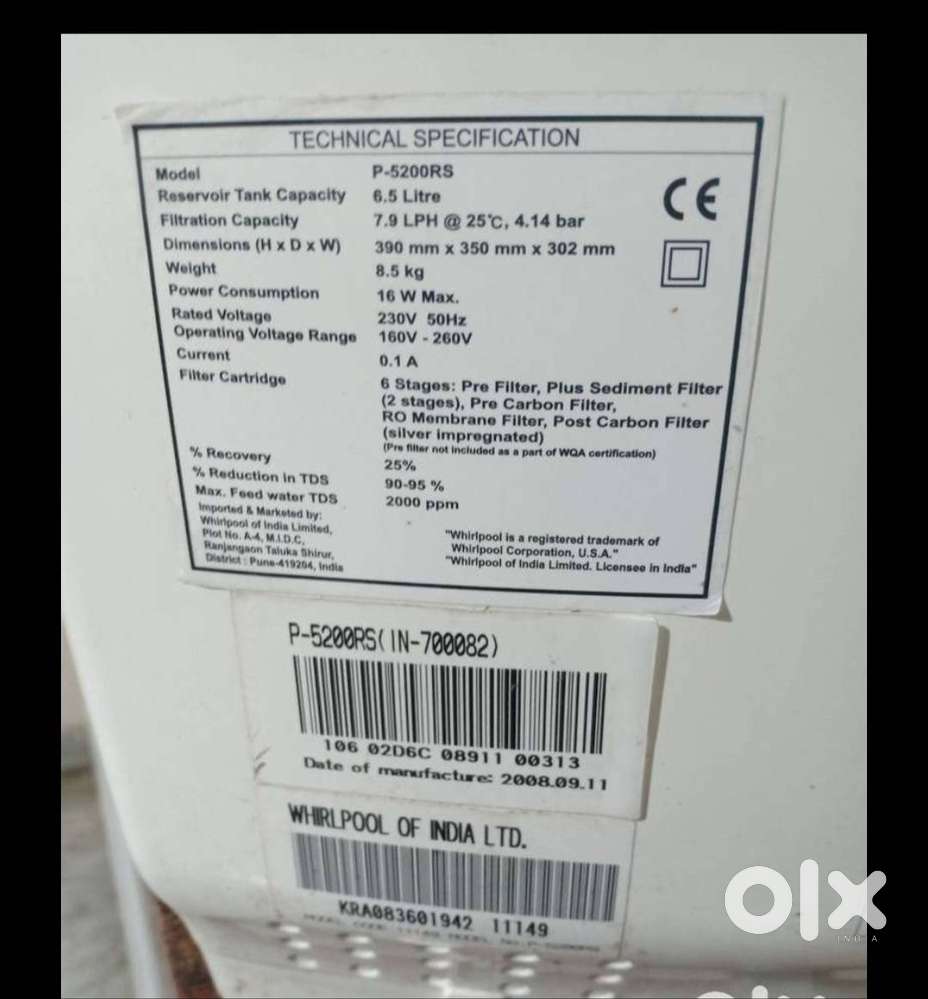 TECHNICAL SPECIFICATION
Model P-5200RS
Reservoir Tank Capacity 6.5 Litre
Filtration Capacity 7.9 LPH @ 25°C, 4.14 bar
Dimensions (H x D x W) 390 mm x 350 mm x 302 mm
Weight 8.5 kg
Power Consumption 16 W Max.
Rated Voltage 230V 50Hz
Operating Voltage Range 160V - 260V
Current 0.1 A
Filter Cartridge 6 Stages: Pre Filter, Plus Sediment Filter
(2 stages), Pre Carbon Filter,
RO Membrane Filter, Post Carbon Filter
(silver impregnated)
(Pre filter not included as a part of WQA certification)
% Recovery 25%
% Reduction in TDS 90-95 %
Max. Feed water TDS 2000 ppm
Imported & Marketed by:
Whirlpool of India Limited,
Plot No. A-4, M.I.D.C,
Ranjangaon Taluka Shirur,
District : Pune-419204, India
"Whirlpool is a registered trademark of
Whirlpool Corporation, U.S.A."
"Whirlpool of India Limited. Licensee in India"
CE
P-5200RS(IN-700082)
106 02D6C 08911 00313
Date of manufacture: 2008.09.11
WHIRLPOOL OF INDIA LTD.
KRA083601942 11149
olx
INDIA
olx